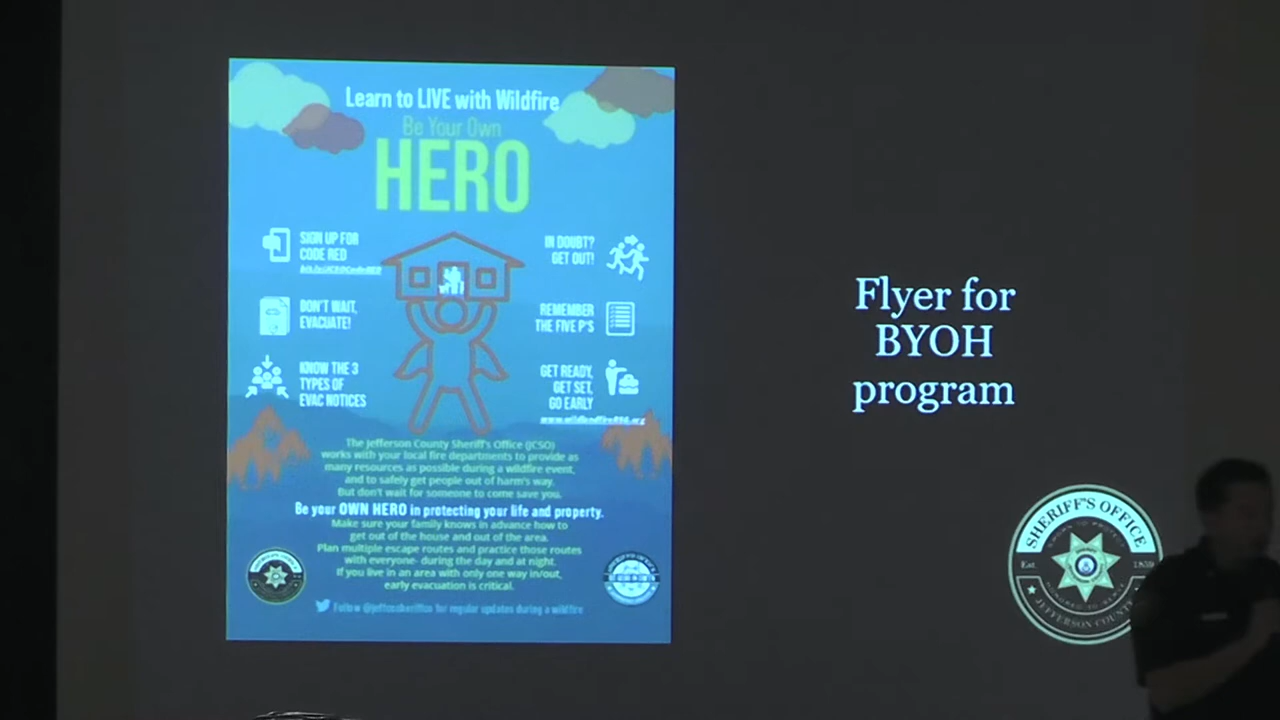 Learn to LIVE with Wildfire
Be Your Own
HERO
SIGN UP FOR
CODE RED
DON'T WAIT,
EVACUATE!
KNOW THE 3
TYPES OF
EVAC NOTICES
IN DOUBT?
GET OUT!
REMEMBER
THE FIVE P'S
GET READY,
GET SET,
GO EARLY
The Jefferson County Sheriff's Office (JCSO)
works with your local fire departments to provide as
many resources as possible during a wildfire event,
and to safely get people out of harm's way.
But don't wait for someone to come save you.
Be your OWN HERO in protecting your life and property.
Make sure your family knows in advance how to
get out of the house and out of the area.
Plan multiple escape routes and practice those routes
with everyone- during the day and at night.
If you live in an area with only one way in/out,
early evacuation is critical.
Follow @jeffcosheriffco for regular updates during a wildfire
Flyer for
BYOH
program
SHERIFF'S OFFICE
Est. 1859
JEFFERSON COUNTY